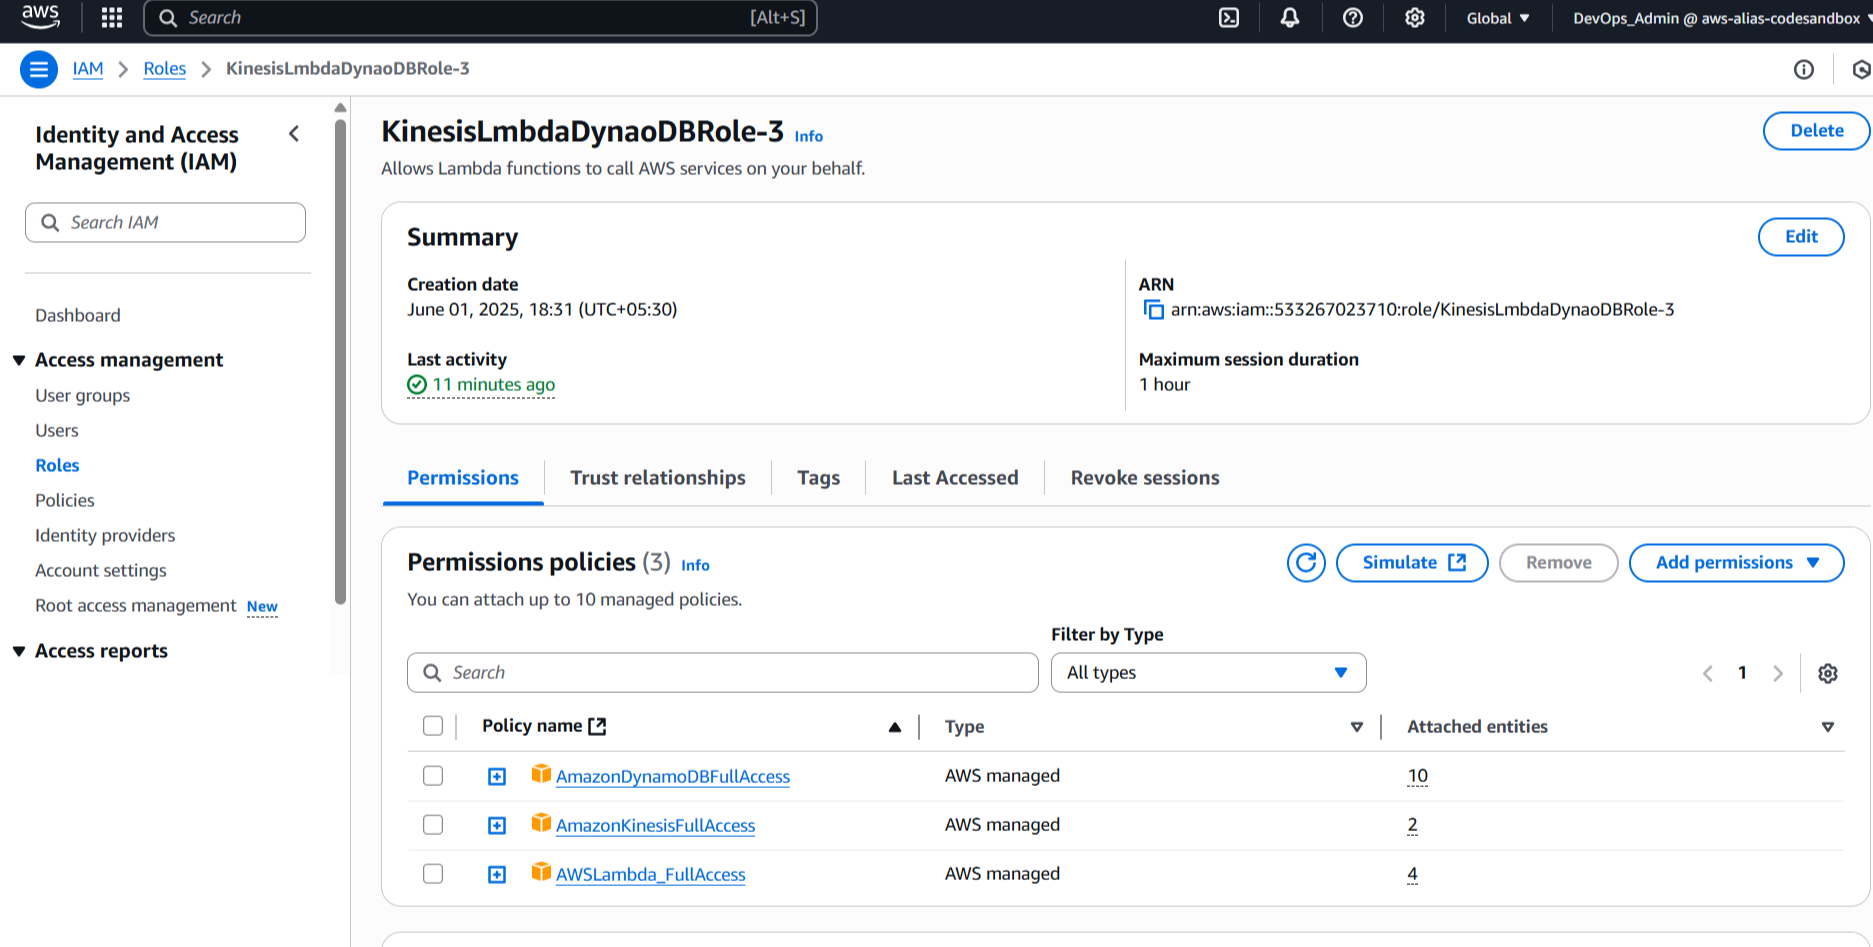 aws
Search [Alt+S]
Global
DevOps_Admin @ aws-alias-codesandbox
IAM
Roles
KinesisLmbdaDynaoDBRole-3
Identity and Access
Management (IAM)
Search IAM
Dashboard
Access management
User groups
Users
Roles
Policies
Identity providers
Account settings
Root access management New
Access reports
KinesisLmbdaDynaoDBRole-3 Info
Delete
Allows Lambda functions to call AWS services on your behalf.
Summary
Edit
Creation date
June 01, 2025, 18:31 (UTC+05:30)
ARN
arn:aws:iam::533267023710:role/KinesisLmbdaDynaoDBRole-3
Last activity
11 minutes ago
Maximum session duration
1 hour
Permissions
Trust relationships
Tags
Last Accessed
Revoke sessions
Permissions policies (3) Info
Simulate
Remove
Add permissions
You can attach up to 10 managed policies.
Filter by Type
Search
All types
1
Policy name
Type
Attached entities
AmazonDynamoDBFullAccess
AWS managed
10
AmazonKinesisFullAccess
AWS managed
2
AWSLambda_FullAccess
AWS managed
4